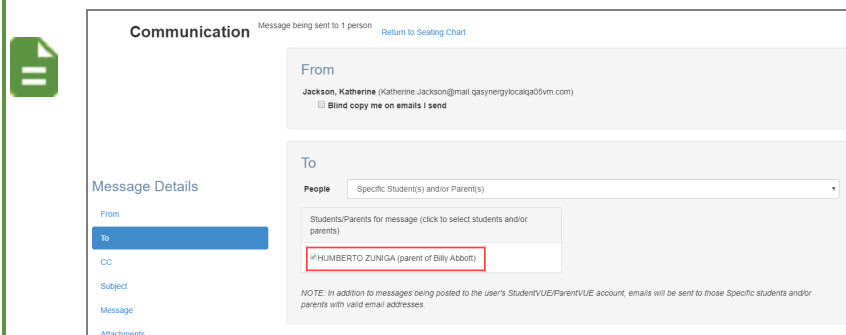 Communication Message being sent to 1 person Return to Seating Chart
From
Jackson, Katherine (Katherine.Jackson@mail.qasynergylocalqa05vm.com)
Blind copy me on emails I send
To
Message Details
People Specific Student(s) and/or Parent(s)
From
Students/Parents for message (click to select students and/or
parents)
To
HUMBERTO ZUNIGA (parent of Billy Abbott)
CC
Subject
NOTE: In addition to messages being posted to the user's StudentVUE/ParentVUE account, emails will be sent to those Specific students and/or
parents with valid email addresses.
Message
Attachments